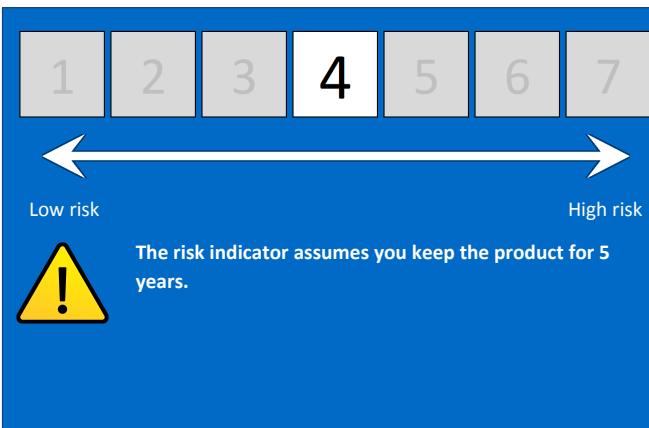 1 2 3 4 5 6 7
Low risk High risk
The risk indicator assumes you keep the product for 5
years.